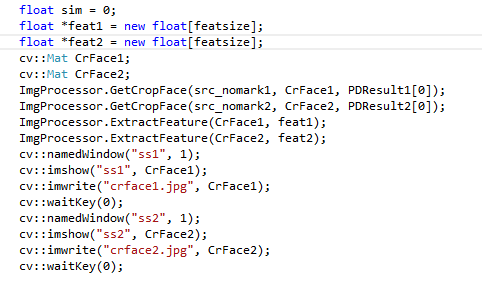 float sim = 0;
float *feat1 = new float[featsize];
float *feat2 = new float[featsize];
cv::Mat CrFace1;
cv::Mat CrFace2;
ImgProcessor.GetCropFace(src_nomark1, CrFace1, PDResult1[0]);
ImgProcessor.GetCropFace(src_nomark2, CrFace2, PDResult2[0]);
ImgProcessor.ExtractFeature(CrFace1, feat1);
ImgProcessor.ExtractFeature(CrFace2, feat2);
cv::namedWindow("ss1", 1);
cv::imshow("ss1", CrFace1);
cv::imwrite("crface1.jpg", CrFace1);
cv::waitKey(0);
cv::namedWindow("ss2", 1);
cv::imshow("ss2", CrFace2);
cv::imwrite("crface2.jpg", CrFace2);
cv::waitKey(0);